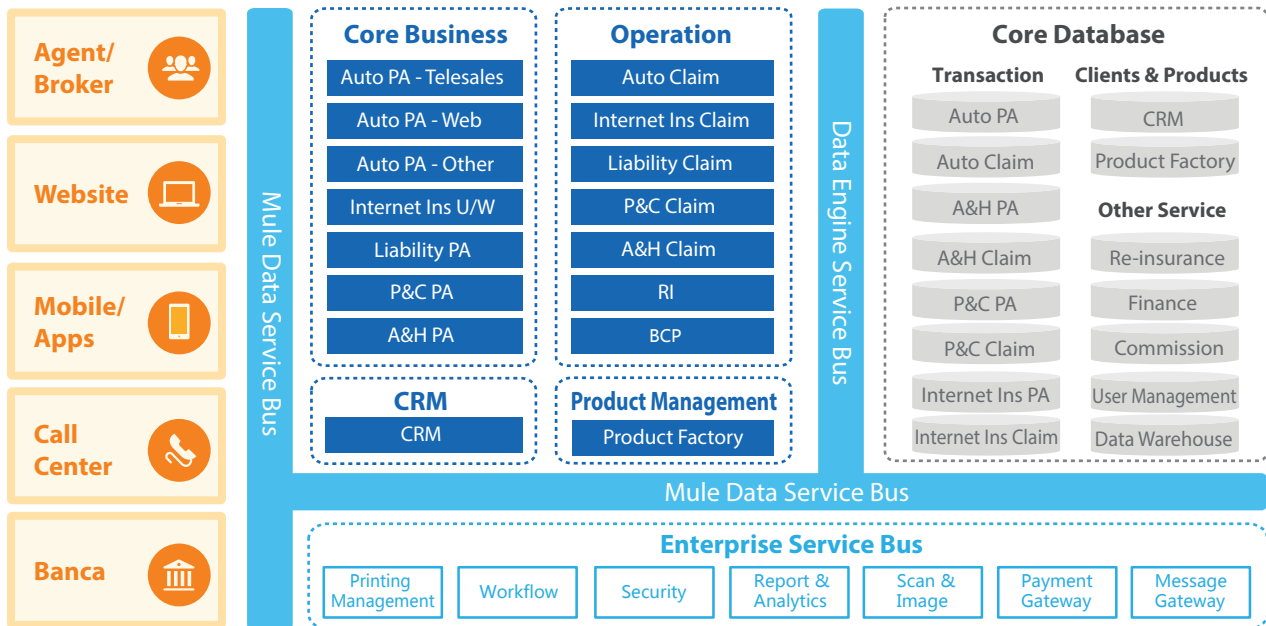 Agent/
Broker
Website
Mobile/
Apps
Call
Center
Banca
Mule Data Service Bus
Core Business
Auto PA - Telesales
Auto PA - Web
Auto PA - Other
Internet Ins U/W
Liability PA
P&C PA
A&H PA
Operation
Auto Claim
Internet Ins Claim
Liability Claim
P&C Claim
A&H Claim
RI
BCP
CRM
CRM
Product Management
Product Factory
Data Engine Service Bus
Core Database
Transaction
Auto PA
Auto Claim
A&H PA
A&H Claim
P&C PA
P&C Claim
Internet Ins PA
Internet Ins Claim
Clients & Products
CRM
Product Factory
Other Service
Re-insurance
Finance
Commission
User Management
Data Warehouse
Mule Data Service Bus
Enterprise Service Bus
Printing
Management
Workflow
Security
Report &
Analytics
Scan &
Image
Payment
Gateway
Message
Gateway